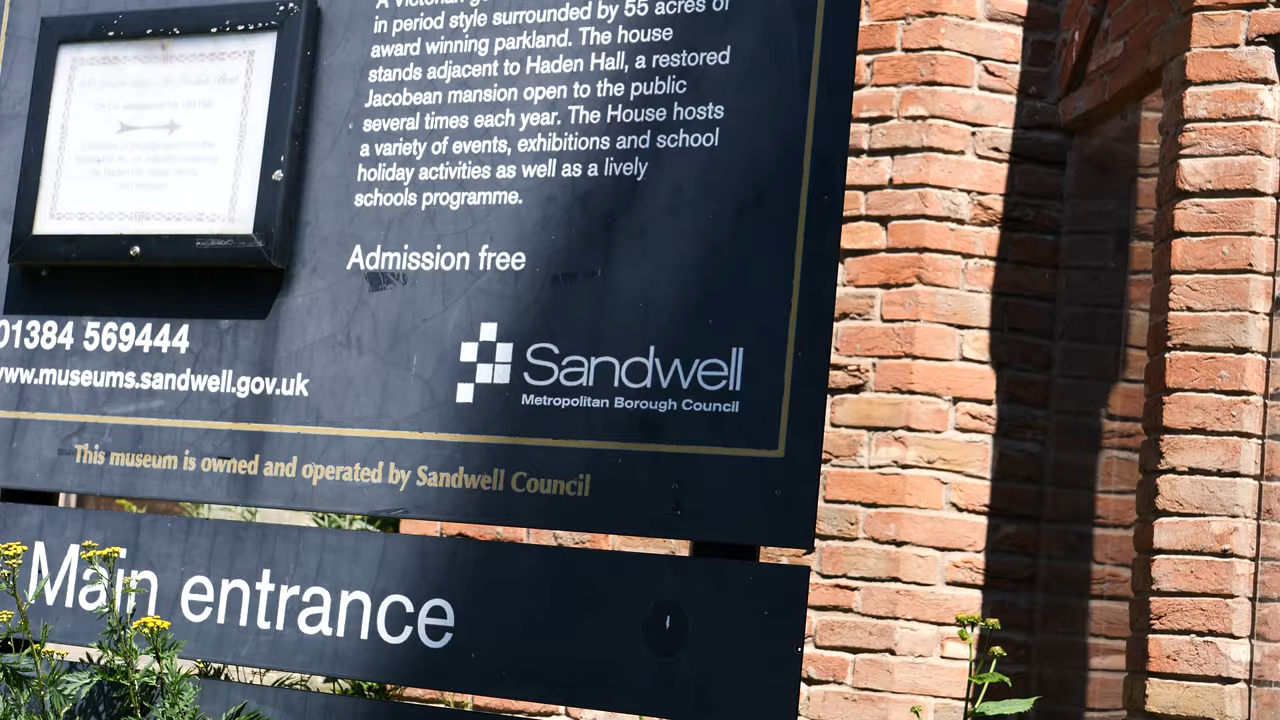 A Victorian
in period style surrounded by 55 acres of
award winning parkland. The house
stands adjacent to Haden Hall, a restored
Jacobean mansion open to the public
several times each year. The House hosts
a variety of events, exhibitions and school
holiday activities as well as a lively
schools programme.
Admission free
01384 569444
www.museums.sandwell.gov.uk
Sandwell
Metropolitan Borough Council
This museum is owned and operated by Sandwell Council
Main entrance